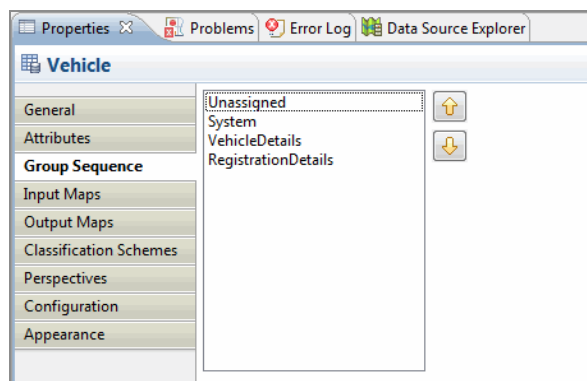 Properties Problems Error Log Data Source Explorer
Vehicle
General
Attributes
Group Sequence
Input Maps
Output Maps
Classification Schemes
Perspectives
Configuration
Appearance
Unassigned
System
VehicleDetails
RegistrationDetails